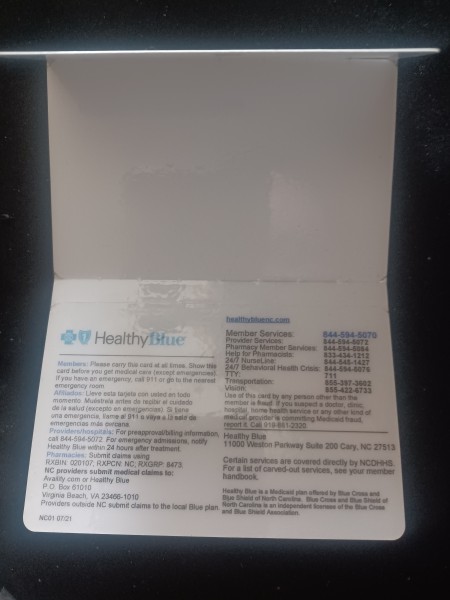 HealthyBlue
Members: Please carry this card at all times. Show this
card before you get medical care (except emergencies).
If you have an emergency, call 911 or go to the nearest
emergency room.
Afiliados: Lleve esta tarjeta con usted en todo
momento. Muéstrela antes de recibir el cuidado
de la salud (excepto en emergencias). Si tiene
una emergencia, llame al 911 o vaya a la sala de
emergencias más cercana.
Providers/hospitals: For preapproval/billing information,
call 844-594-5072. For emergency admissions, notify
Healthy Blue within 24 hours after treatment.
Pharmacies: Submit claims using
RXBIN: 020107; RXPCN: NC; RXGRP: 8473.
NC providers submit medical claims to:
Availity.com or Healthy Blue
P.O. Box 61010
Virginia Beach, VA 23466-1010
Providers outside NC submit claims to the local Blue plan.
NC01 07/21
healthybluenc.com
Member Services: 844-594-5070
Provider Services: 844-594-5072
Pharmacy Member Services: 844-594-5084
Help for Pharmacists: 833-434-1212
24/7 NurseLine: 844-545-1427
24/7 Behavioral Health Crisis: 844-594-5076
TTY: 711
Transportation: 855-397-3602
Vision: 855-422-6733
Use of this card by any person other than the
member is fraud. If you suspect a doctor, clinic,
hospital, home health service or any other kind of
medical provider is committing Medicaid fraud,
report it. Call 919-881-2320.
Healthy Blue
11000 Weston Parkway Suite 200 Cary, NC 27513
Certain services are covered directly by NCDHHS.
For a list of carved-out services, see your member
handbook.
Healthy Blue is a Medicaid plan offered by Blue Cross and
Blue Shield of North Carolina. Blue Cross and Blue Shield of
North Carolina is an independent licensee of the Blue Cross
and Blue Shield Association.